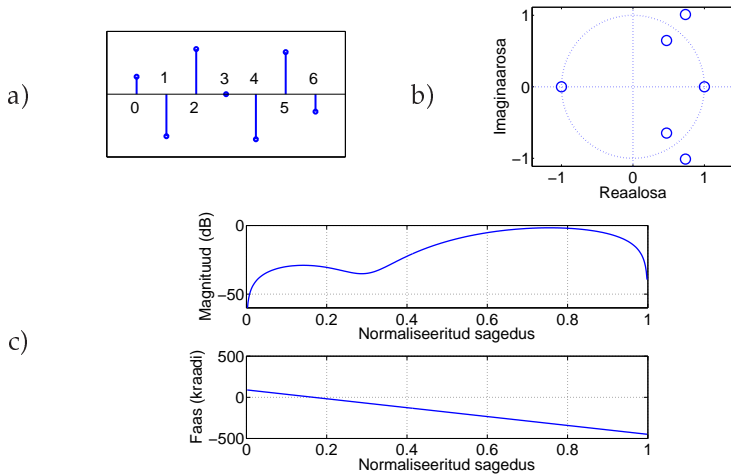 a)
1 2 3 4 6
0 5
b)
Imaginaarosa
1
0
−1
−1 0 1
Reaalosa
c)
Magnituud (dB)
0
−50
0 0.2 0.4 0.6 0.8 1
Normaliseeritud sagedus
Faas (kraadi)
500
0
−500
0 0.2 0.4 0.6 0.8 1
Normaliseeritud sagedus